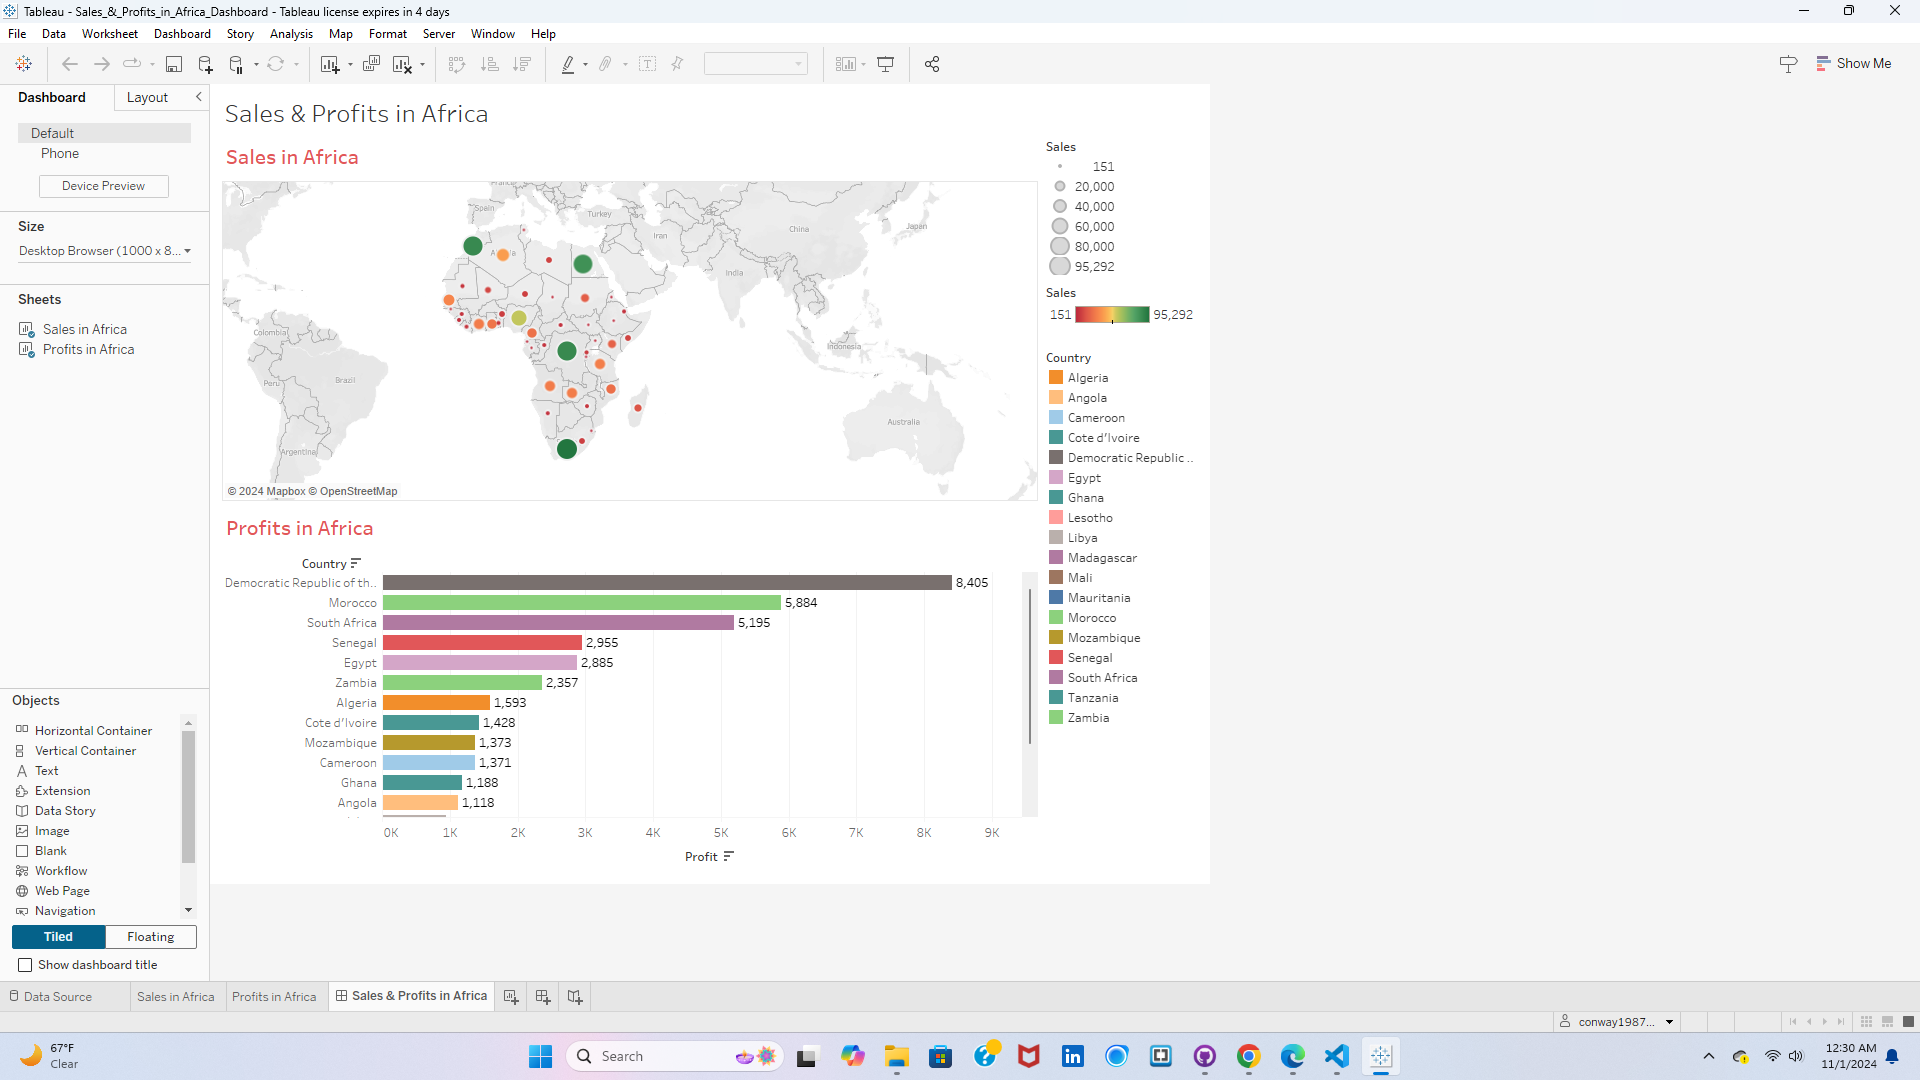 Tableau - Sales_&_Profits_in_Africa_Dashboard - Tableau license expires in 4 days
File Data Worksheet Dashboard Story Analysis Map Format Server Window Help
Show Me
Dashboard Layout
Default
Phone
Device Preview
Size
Desktop Browser (1000 x 8...
Sheets
Sales in Africa
Profits in Africa
Objects
Horizontal Container
Vertical Container
Text
Extension
Data Story
Image
Blank
Workflow
Web Page
Navigation
Tiled Floating
Show dashboard title
Sales & Profits in Africa
Sales in Africa
Spain
Turkey
Iran
China
Japan
India
Indonesia
Australia
Colombia
Peru
Brazil
Argentina
© 2024 Mapbox © OpenStreetMap
Sales
151
20,000
40,000
60,000
80,000
95,292
Sales
151 95,292
Country
Algeria
Angola
Cameroon
Cote d'Ivoire
Democratic Republic ..
Egypt
Ghana
Lesotho
Libya
Madagascar
Mali
Mauritania
Morocco
Mozambique
Senegal
South Africa
Tanzania
Zambia
Profits in Africa
Country
Democratic Republic of th.. 8,405
Morocco 5,884
South Africa 5,195
Senegal 2,955
Egypt 2,885
Zambia 2,357
Algeria 1,593
Cote d'Ivoire 1,428
Mozambique 1,373
Cameroon 1,371
Ghana 1,188
Angola 1,118
0K 1K 2K 3K 4K 5K 6K 7K 8K 9K
Profit
Data Source Sales in Africa Profits in Africa Sales & Profits in Africa
conway1987...
67°F
Clear
Search
12:30 AM
11/1/2024